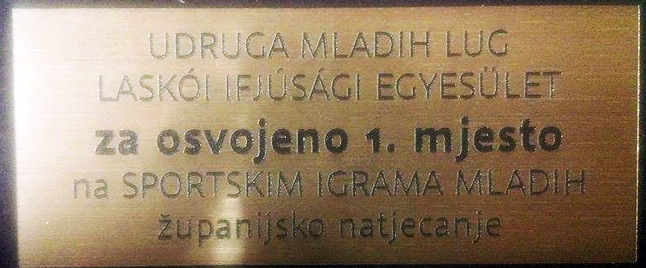 UDRUGA MLADIH LUG
LASKÓI IFJÚSÁGI EGYESÜLET
za osvojeno 1. mjesto
na SPORTSKIM IGRAMA MLADIH
županijsko natjecanje